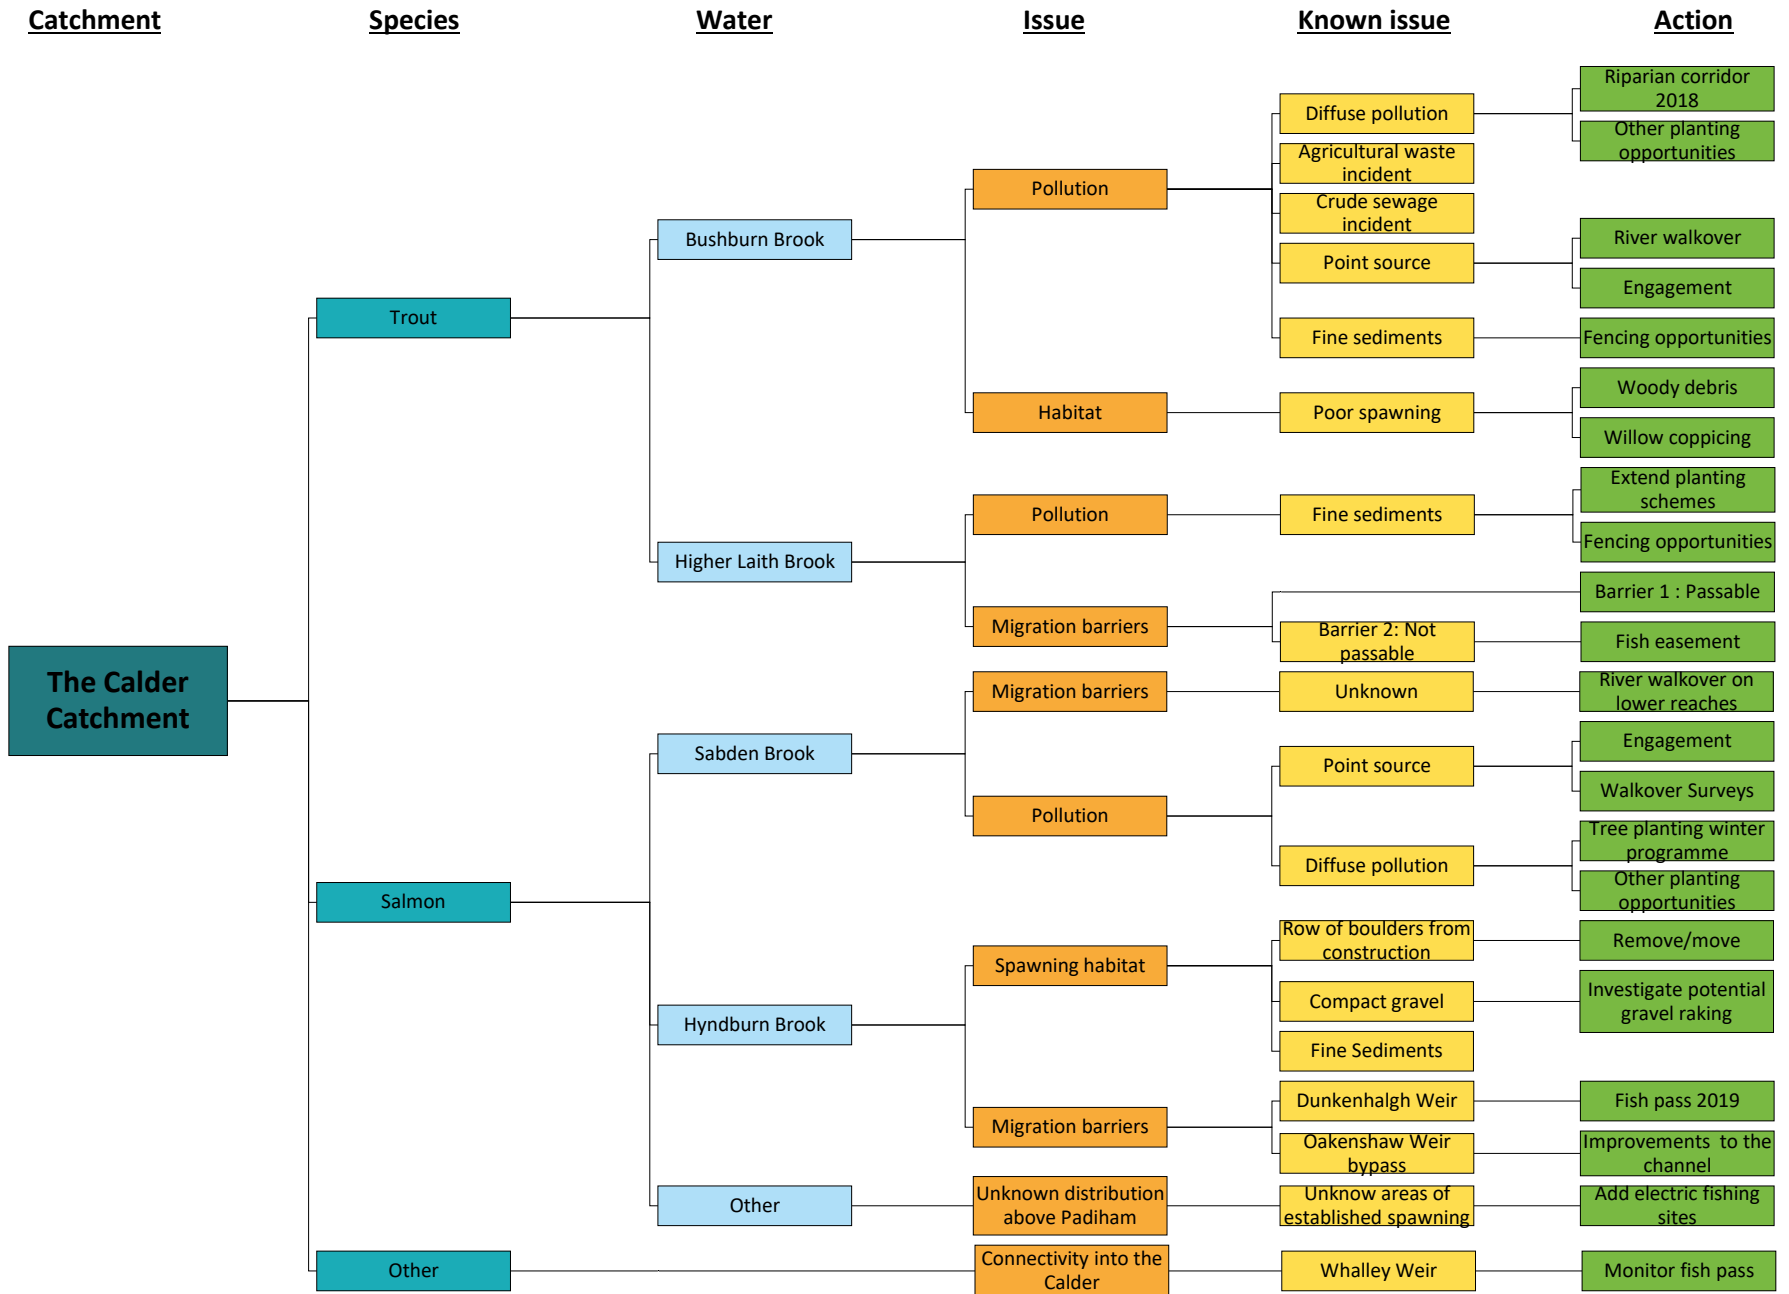 Catchment
Species
Water
Issue
Known issue
Action
The Calder
Catchment
Trout
Salmon
Other
Bushburn Brook
Higher Laith Brook
Sabden Brook
Hyndburn Brook
Other
Pollution
Habitat
Pollution
Migration barriers
Migration barriers
Pollution
Spawning habitat
Migration barriers
Unknown distribution
above Padiham
Connectivity into the
Calder
Diffuse pollution
Agricultural waste
incident
Crude sewage
incident
Point source
Fine sediments
Poor spawning
Fine sediments
Barrier 2: Not
passable
Unknown
Point source
Diffuse pollution
Row of boulders from
construction
Compact gravel
Fine Sediments
Dunkenhalgh Weir
Oakenshaw Weir
bypass
Unknow areas of
established spawning
Whalley Weir
Riparian corridor
2018
Other planting
opportunities
River walkover
Engagement
Fencing opportunities
Woody debris
Willow coppicing
Extend planting
schemes
Fencing opportunities
Barrier 1 : Passable
Fish easement
River walkover on
lower reaches
Engagement
Walkover Surveys
Tree planting winter
programme
Other planting
opportunities
Remove/move
Investigate potential
gravel raking
Fish pass 2019
Improvements  to the
channel
Add electric fishing
sites
Monitor fish pass